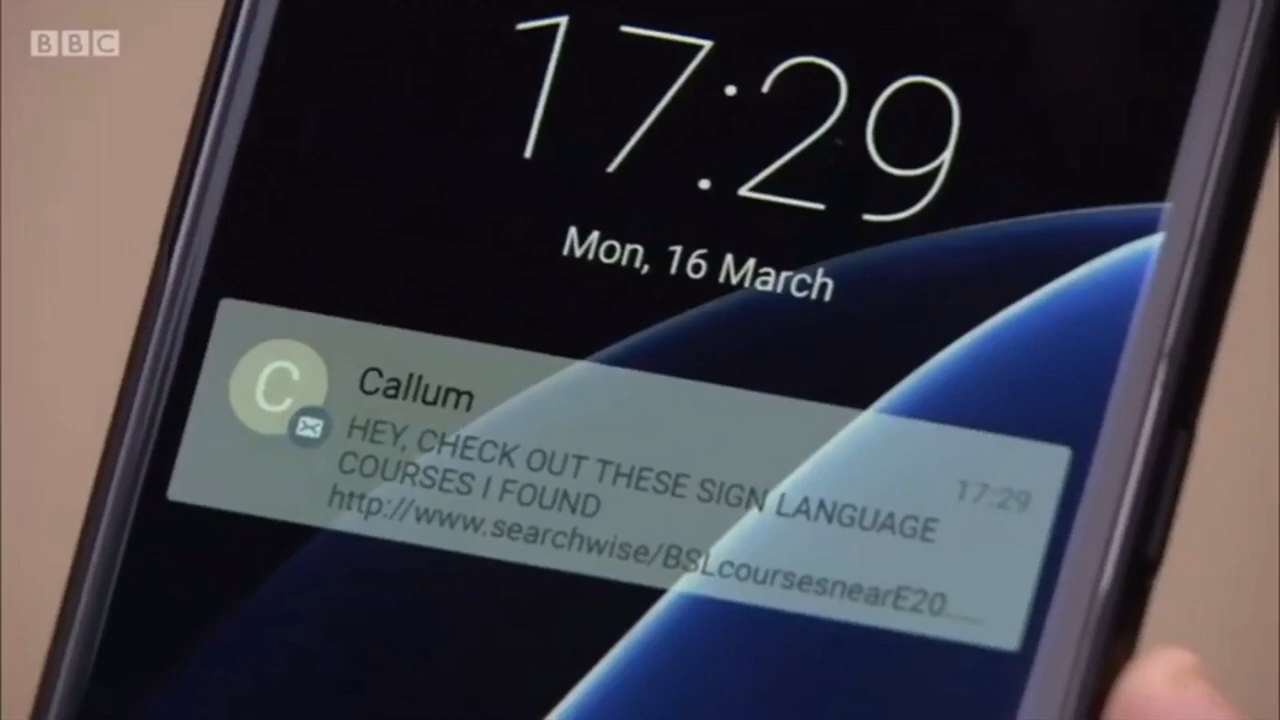 BBC
17:29
Mon, 16 March
C
Callum
HEY, CHECK OUT THESE SIGN LANGUAGE
17:29
COURSES I FOUND
http://www.searchwise/BSLcoursesnearE20....